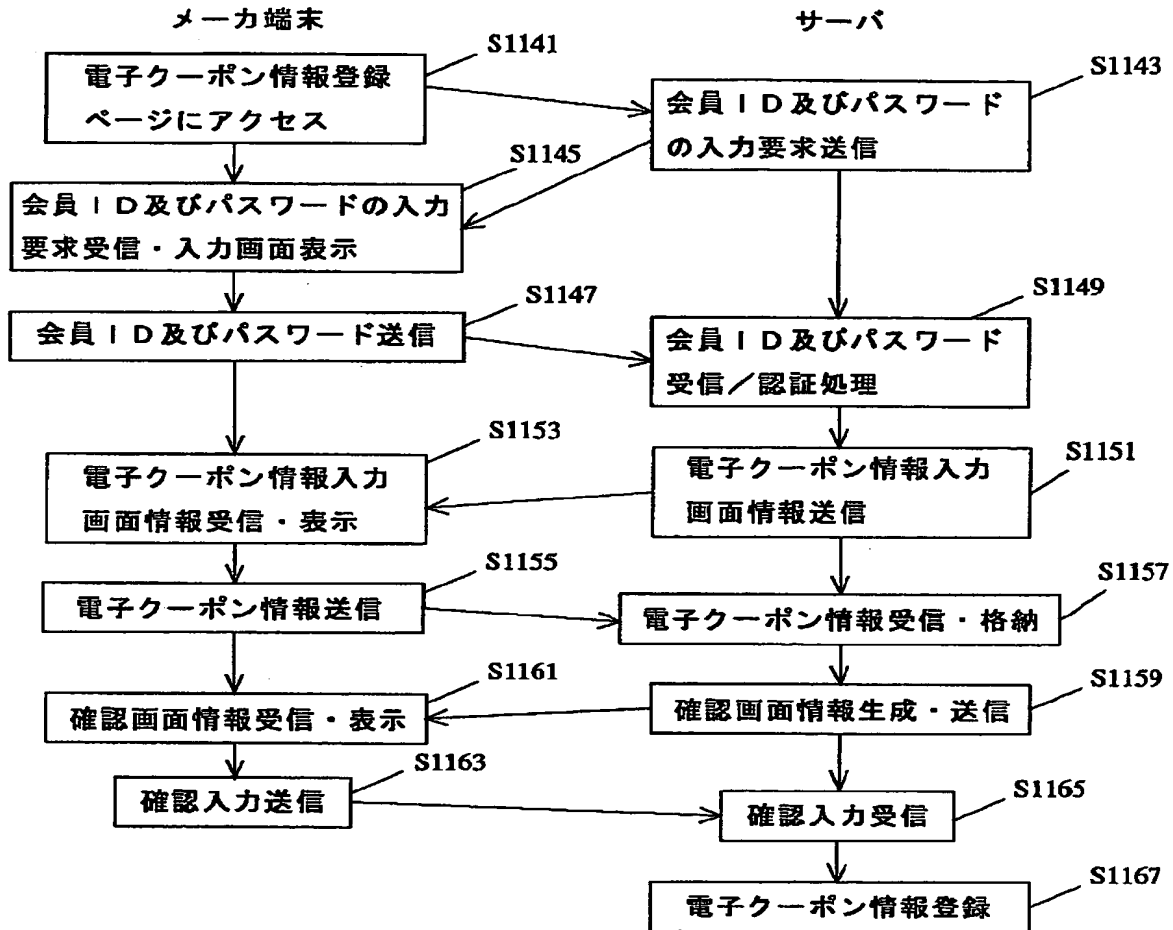 メーカ端末
サーバ
S1141
電子クーポン情報登録
ページにアクセス
S1143
会員ID及びパスワード
の入力要求送信
S1145
会員ID及びパスワードの入力
要求受信・入力画面表示
S1147
会員ID及びパスワード送信
S1149
会員ID及びパスワード
受信/認証処理
S1153
電子クーポン情報入力
画面情報受信・表示
S1151
電子クーポン情報入力
画面情報送信
S1155
電子クーポン情報送信
S1157
電子クーポン情報受信・格納
S1161
確認画面情報受信・表示
S1159
確認画面情報生成・送信
S1163
確認入力送信
S1165
確認入力受信
S1167
電子クーポン情報登録